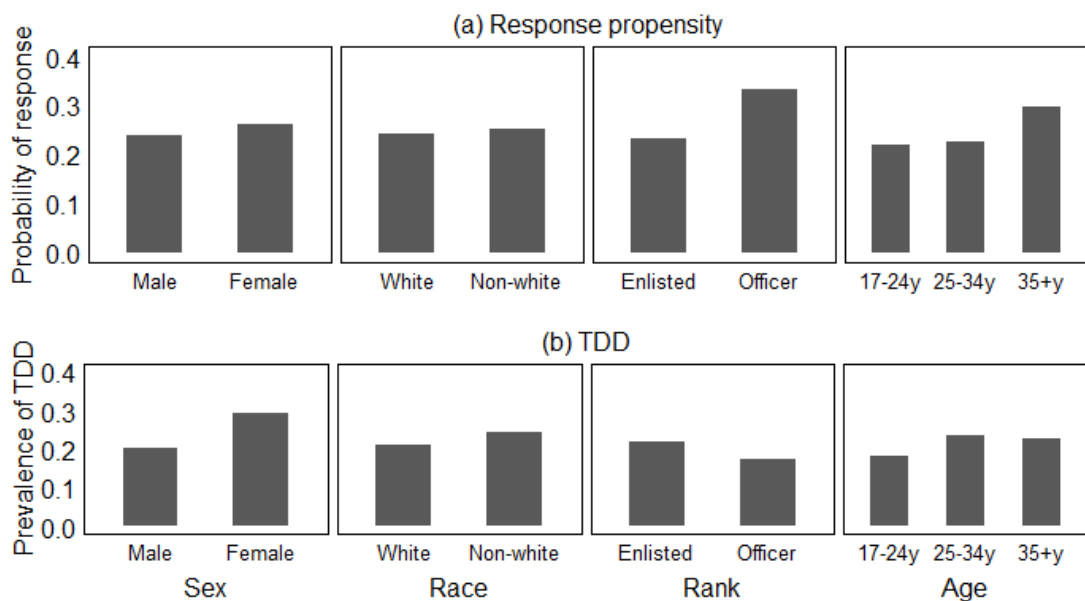 (a) Response propensity
Probability of response
0.4
0.3
0.2
0.1
0.0
Male Female White Non-white Enlisted Officer 17-24y 25-34y 35+y
(b) TDD
Prevalence of TDD
0.4
0.3
0.2
0.1
0.0
Male Female White Non-white Enlisted Officer 17-24y 25-34y 35+y
Sex Race Rank Age